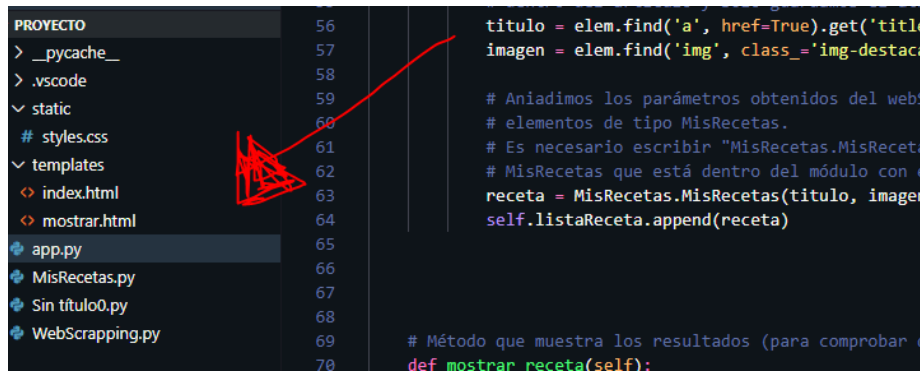 PROYECTO
> __pycache__
> .vscode
static
# styles.css
templates
<> index.html
<> mostrar.html
app.py
MisRecetas.py
Sin título0.py
WebScrapping.py
56 titulo = elem.find('a', href=True).get('title
57 imagen = elem.find('img', class_='img-destaca
58
59 # Aniadimos los parámetros obtenidos del webS
60 # elementos de tipo MisRecetas.
61 # Es necesario escribir "MisRecetas.MisReceta
62 # MisRecetas que está dentro del módulo con
63 receta = MisRecetas.MisRecetas(titulo, imagen
64 self.listaReceta.append(receta)
65
66
67
68
69 # Método que muestra los resultados (para comprobar
70 def mostrar_receta(self):